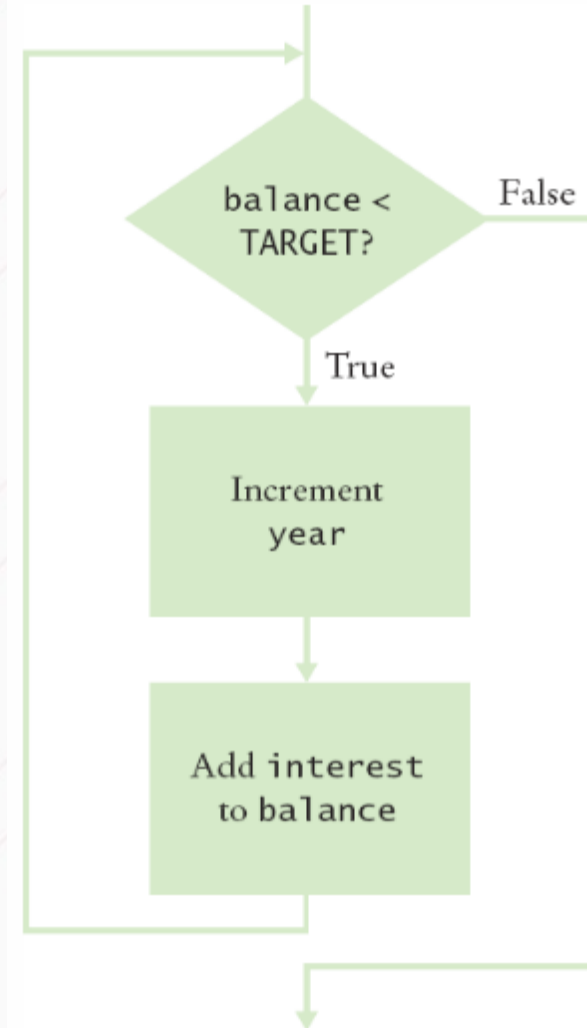 balance <
TARGET?
False
True
Increment
year
Add interest
to balance